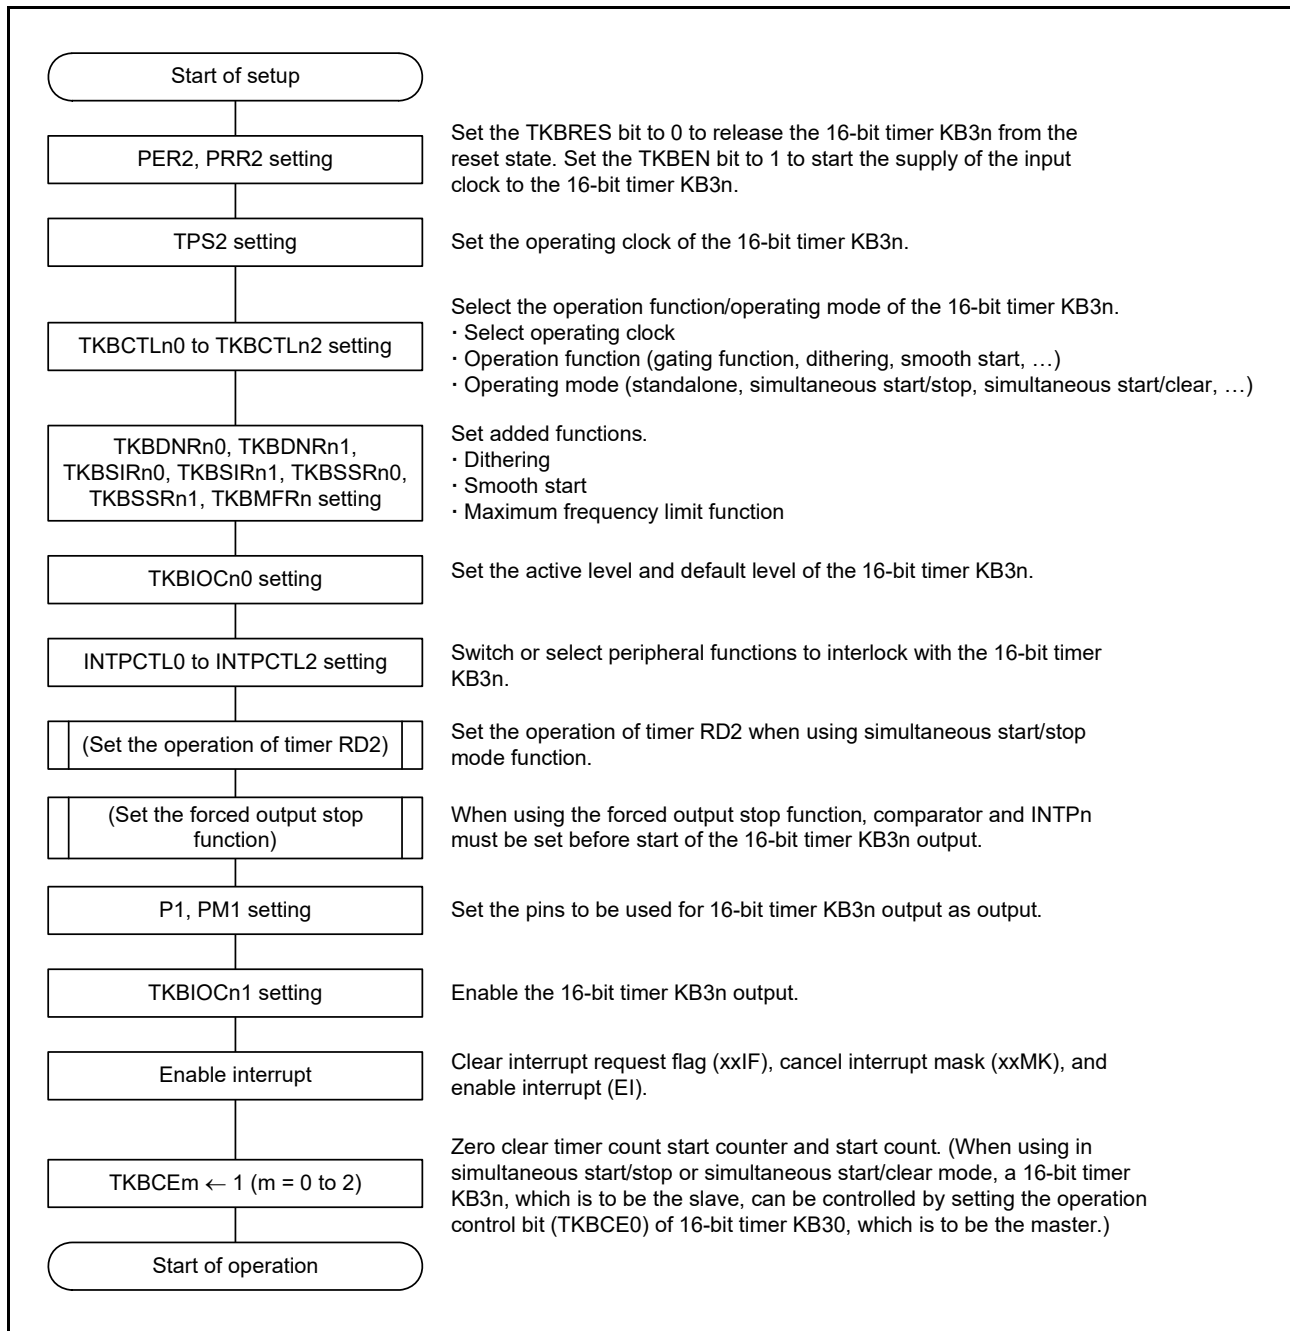 Start of setup
PER2, PRR2 setting
Set the TKBRES bit to 0 to release the 16-bit timer KB3n from the
reset state. Set the TKBEN bit to 1 to start the supply of the input
clock to the 16-bit timer KB3n.
TPS2 setting
Set the operating clock of the 16-bit timer KB3n.
TKBCTLn0 to TKBCTLn2 setting
Select the operation function/operating mode of the 16-bit timer KB3n.
· Select operating clock
· Operation function (gating function, dithering, smooth start, …)
· Operating mode (standalone, simultaneous start/stop, simultaneous start/clear, …)
TKBDNRn0, TKBDNRn1,
TKBSIRn0, TKBSIRn1, TKBSSRn0,
TKBSSRn1, TKBMFRn setting
Set added functions.
· Dithering
· Smooth start
· Maximum frequency limit function
TKBIOCn0 setting
Set the active level and default level of the 16-bit timer KB3n.
INTPCTL0 to INTPCTL2 setting
Switch or select peripheral functions to interlock with the 16-bit timer
KB3n.
(Set the operation of timer RD2)
Set the operation of timer RD2 when using simultaneous start/stop
mode function.
(Set the forced output stop
function)
When using the forced output stop function, comparator and INTPn
must be set before start of the 16-bit timer KB3n output.
P1, PM1 setting
Set the pins to be used for 16-bit timer KB3n output as output.
TKBIOCn1 setting
Enable the 16-bit timer KB3n output.
Enable interrupt
Clear interrupt request flag (xxIF), cancel interrupt mask (xxMK), and
enable interrupt (EI).
TKBCEm ← 1 (m = 0 to 2)
Zero clear timer count start counter and start count. (When using in
simultaneous start/stop or simultaneous start/clear mode, a 16-bit timer
KB3n, which is to be the slave, can be controlled by setting the operation
control bit (TKBCE0) of 16-bit timer KB30, which is to be the master.)
Start of operation